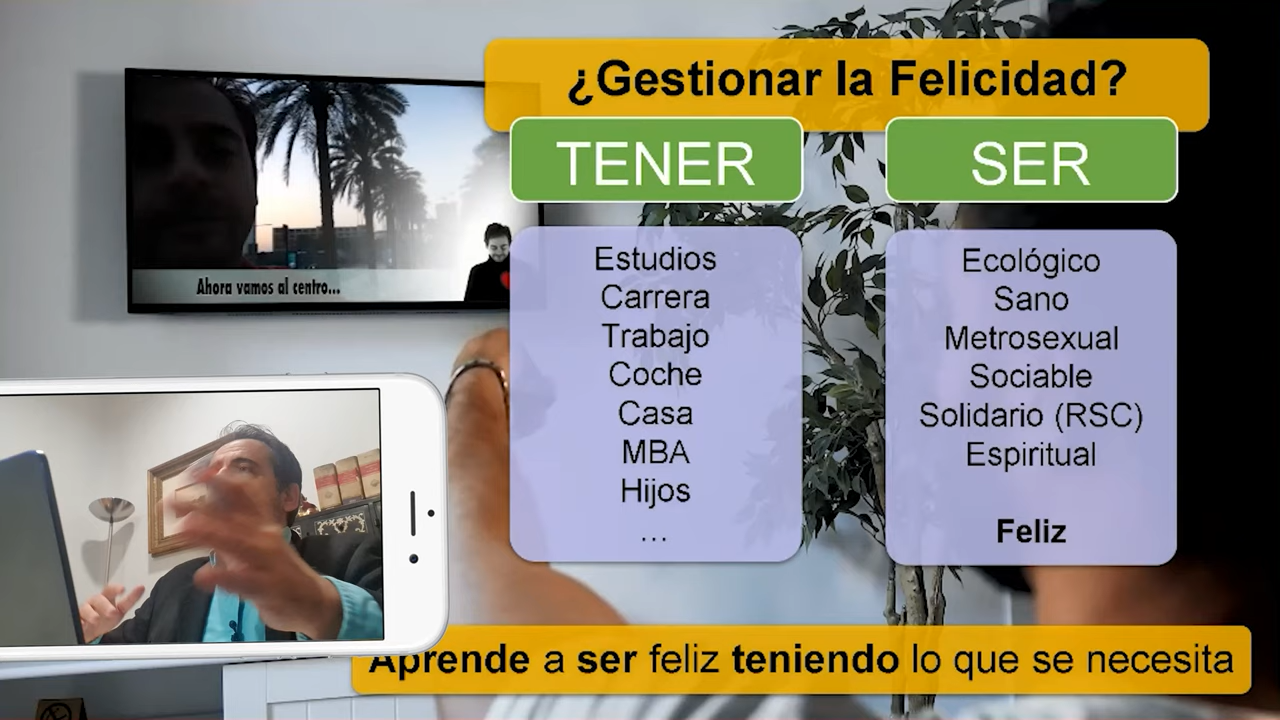 ¿Gestionar la Felicidad?
TENER
SER
Estudios
Carrera
Trabajo
Coche
Casa
MBA
Hijos
...
Ecológico
Sano
Metrosexual
Sociable
Solidario (RSC)
Espiritual
Feliz
Ahora vamos al centro...
Aprende a ser feliz teniendo lo que se necesita